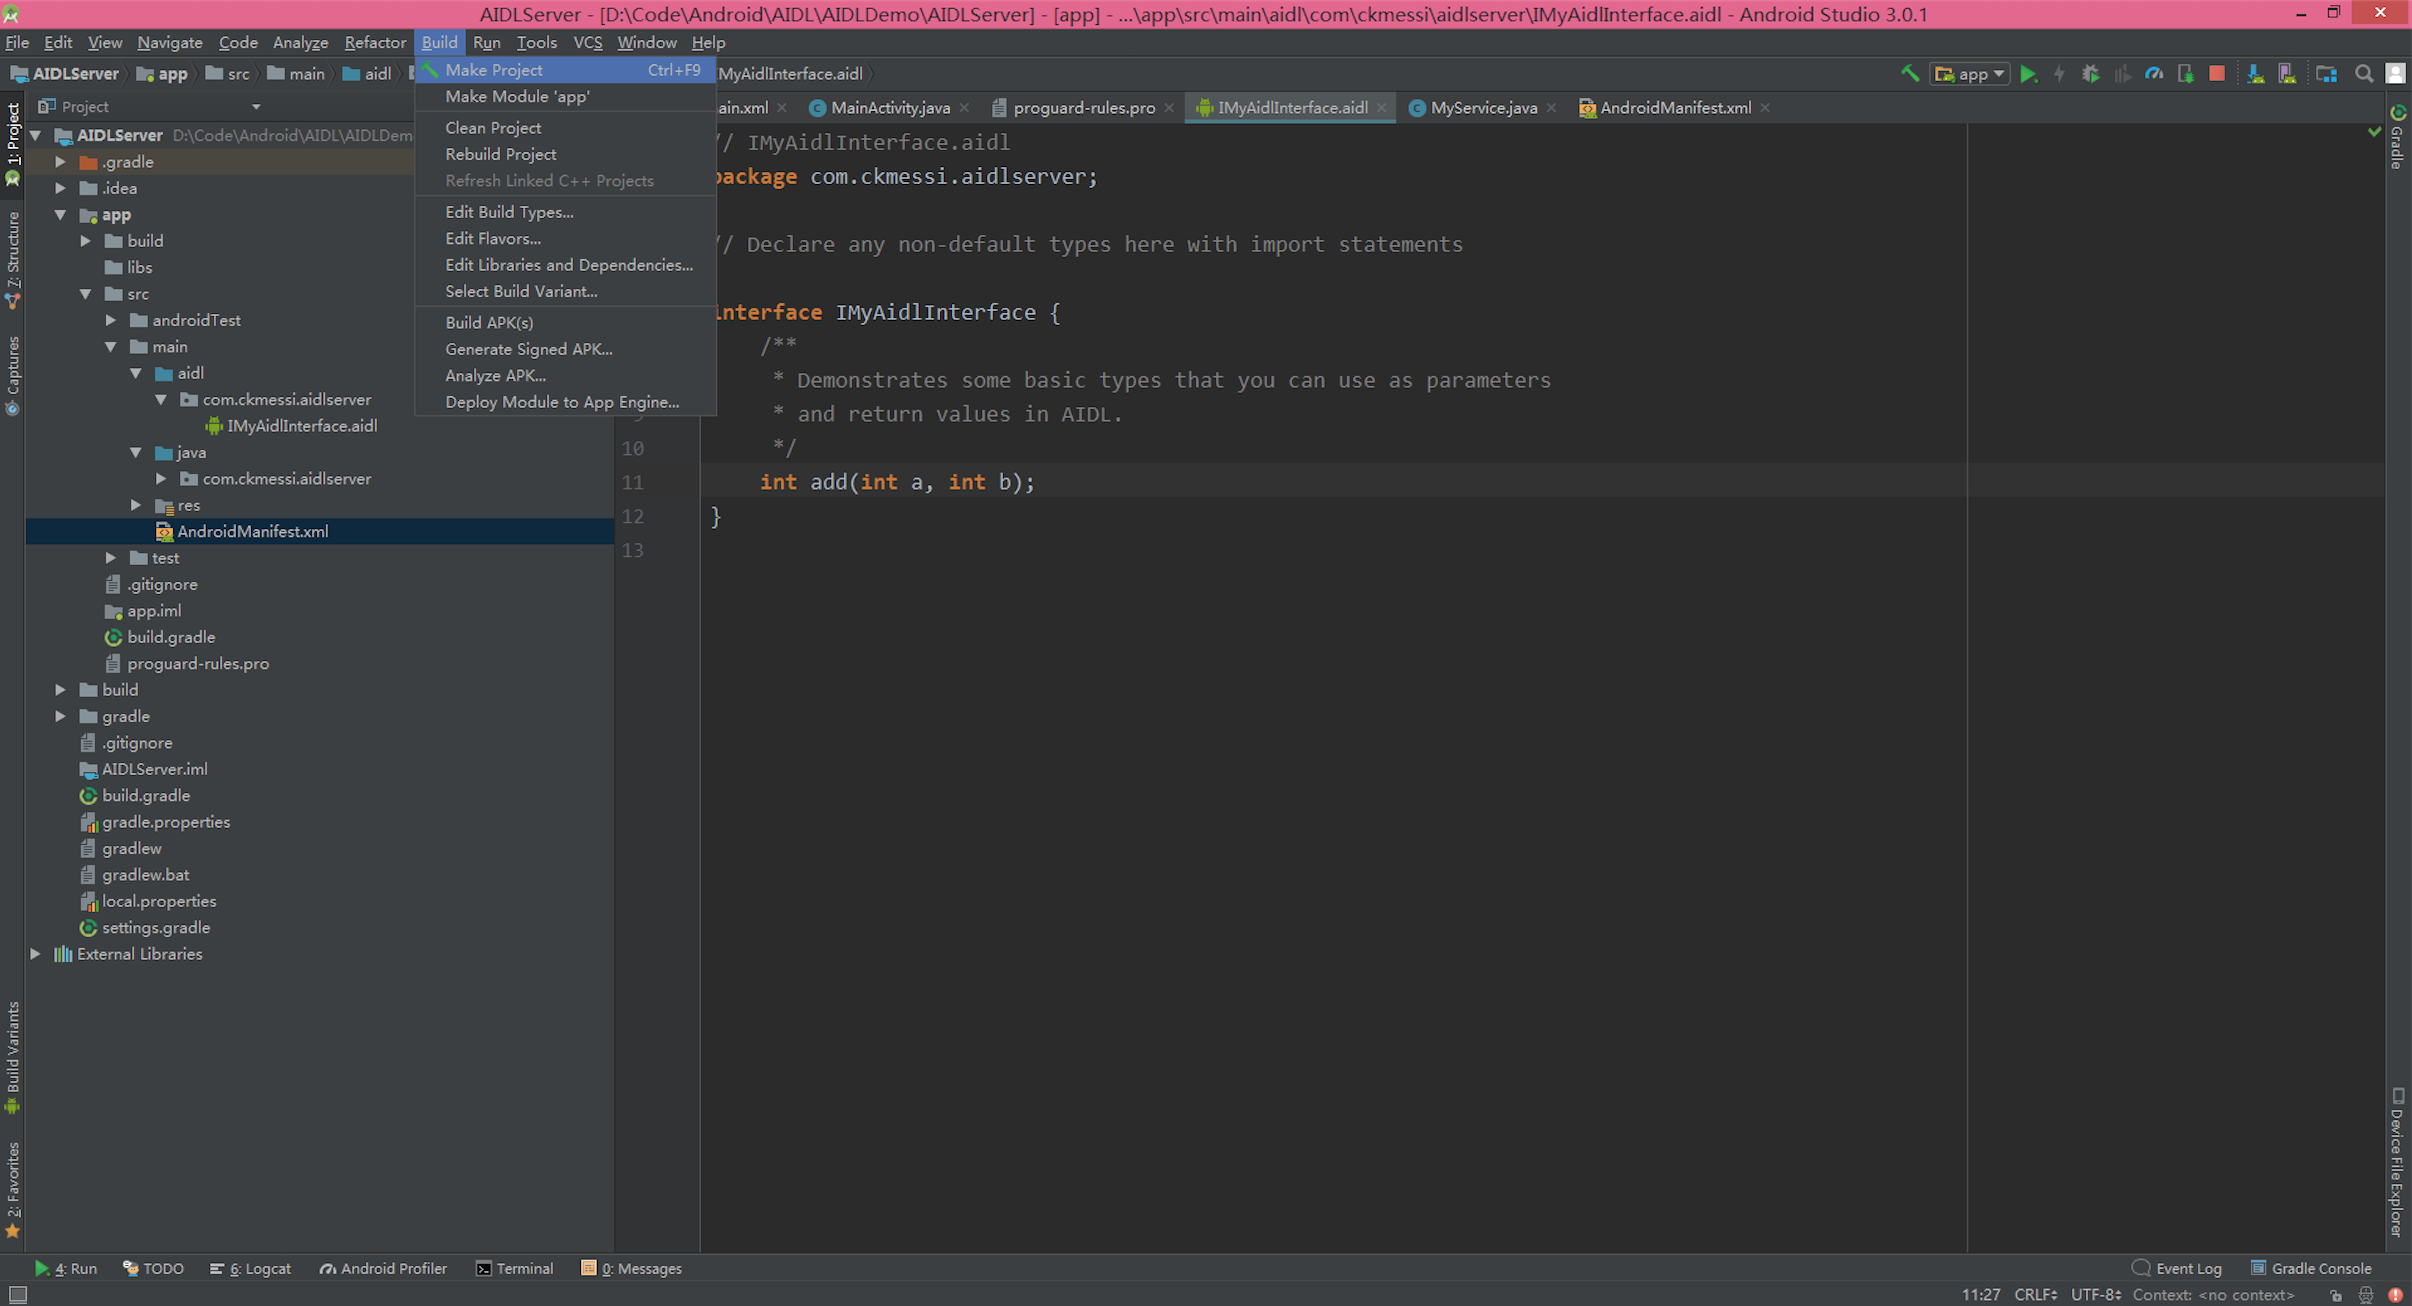 AIDLServer - [D:\Code\Android\AIDL\AIDLDemo\AIDLServer] - [app] - ...\app\src\main\aidl\com\ckmessi\aidlserver\IMyAidlInterface.aidl - Android Studio 3.0.1
File Edit View Navigate Code Analyze Refactor Build Run Tools VCS Window Help
AIDLServer app src main aidl MyAidlInterface.aidl app
Make Project Ctrl+F9
Make Module 'app'
Clean Project
Rebuild Project
Refresh Linked C++ Projects
Edit Build Types...
Edit Flavors...
Edit Libraries and Dependencies...
Select Build Variant...
Build APK(s)
Generate Signed APK...
Analyze APK...
Deploy Module to App Engine...
Project
ain.xml MainActivity.java proguard-rules.pro IMyAidlInterface.aidl MyService.java AndroidManifest.xml
1: Project
7: Structure
Captures
Build Variants
2: Favorites
AIDLServer D:\Code\Android\AIDL\AIDLDem
.gradle
.idea
app
build
libs
src
androidTest
main
aidl
com.ckmessi.aidlserver
IMyAidlInterface.aidl
java
com.ckmessi.aidlserver
res
AndroidManifest.xml
test
.gitignore
app.iml
build.gradle
proguard-rules.pro
build
gradle
.gitignore
AIDLServer.iml
build.gradle
gradle.properties
gradlew
gradlew.bat
local.properties
settings.gradle
External Libraries
/ IMyAidlInterface.aidl
package com.ckmessi.aidlserver;
// Declare any non-default types here with import statements
interface IMyAidlInterface {
/**
* Demonstrates some basic types that you can use as parameters
9 * and return values in AIDL.
10 */
11 int add(int a, int b);
12 }
13
Gradle
Device File Explorer
4: Run TODO 6: Logcat Android Profiler Terminal 0: Messages Event Log Gradle Console
11:27 CRLF UTF-8 Context: <no context>